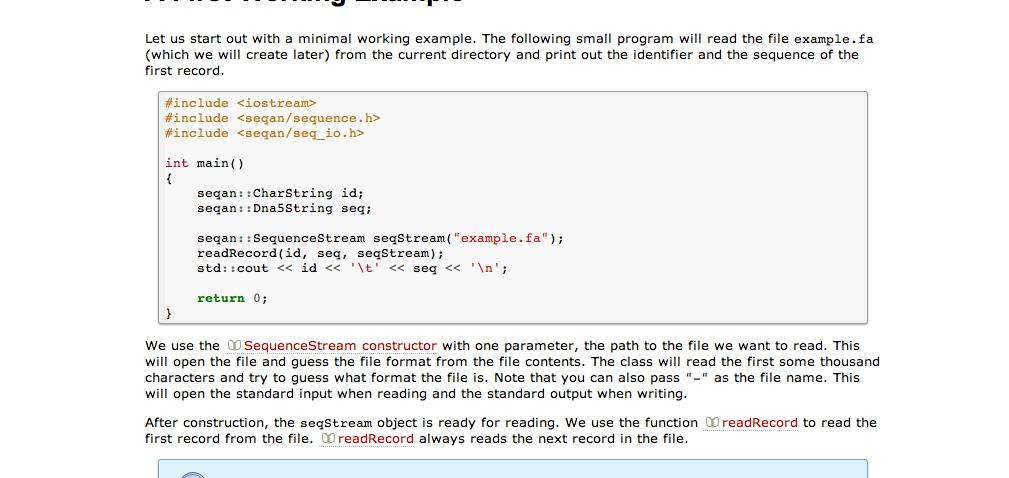 Let us start out with a minimal working example. The following small program will read the file example.fa
(which we will create later) from the current directory and print out the identifier and the sequence of the
first record.
#include <iostream>
#include <seqan/sequence.h>
#include <seqan/seq_io.h>
int main()
{
seqan::CharString id;
seqan::Dna5String seq;
seqan::SequenceStream seqStream("example.fa");
readRecord(id, seq, seqStream);
std::cout << id << '\t' << seq << '\n';
return 0;
}
We use the SequenceStream constructor with one parameter, the path to the file we want to read. This
will open the file and guess the file format from the file contents. The class will read the first some thousand
characters and try to guess what format the file is. Note that you can also pass "-" as the file name. This
will open the standard input when reading and the standard output when writing.
After construction, the seqStream object is ready for reading. We use the function readRecord to read the
first record from the file. readRecord always reads the next record in the file.